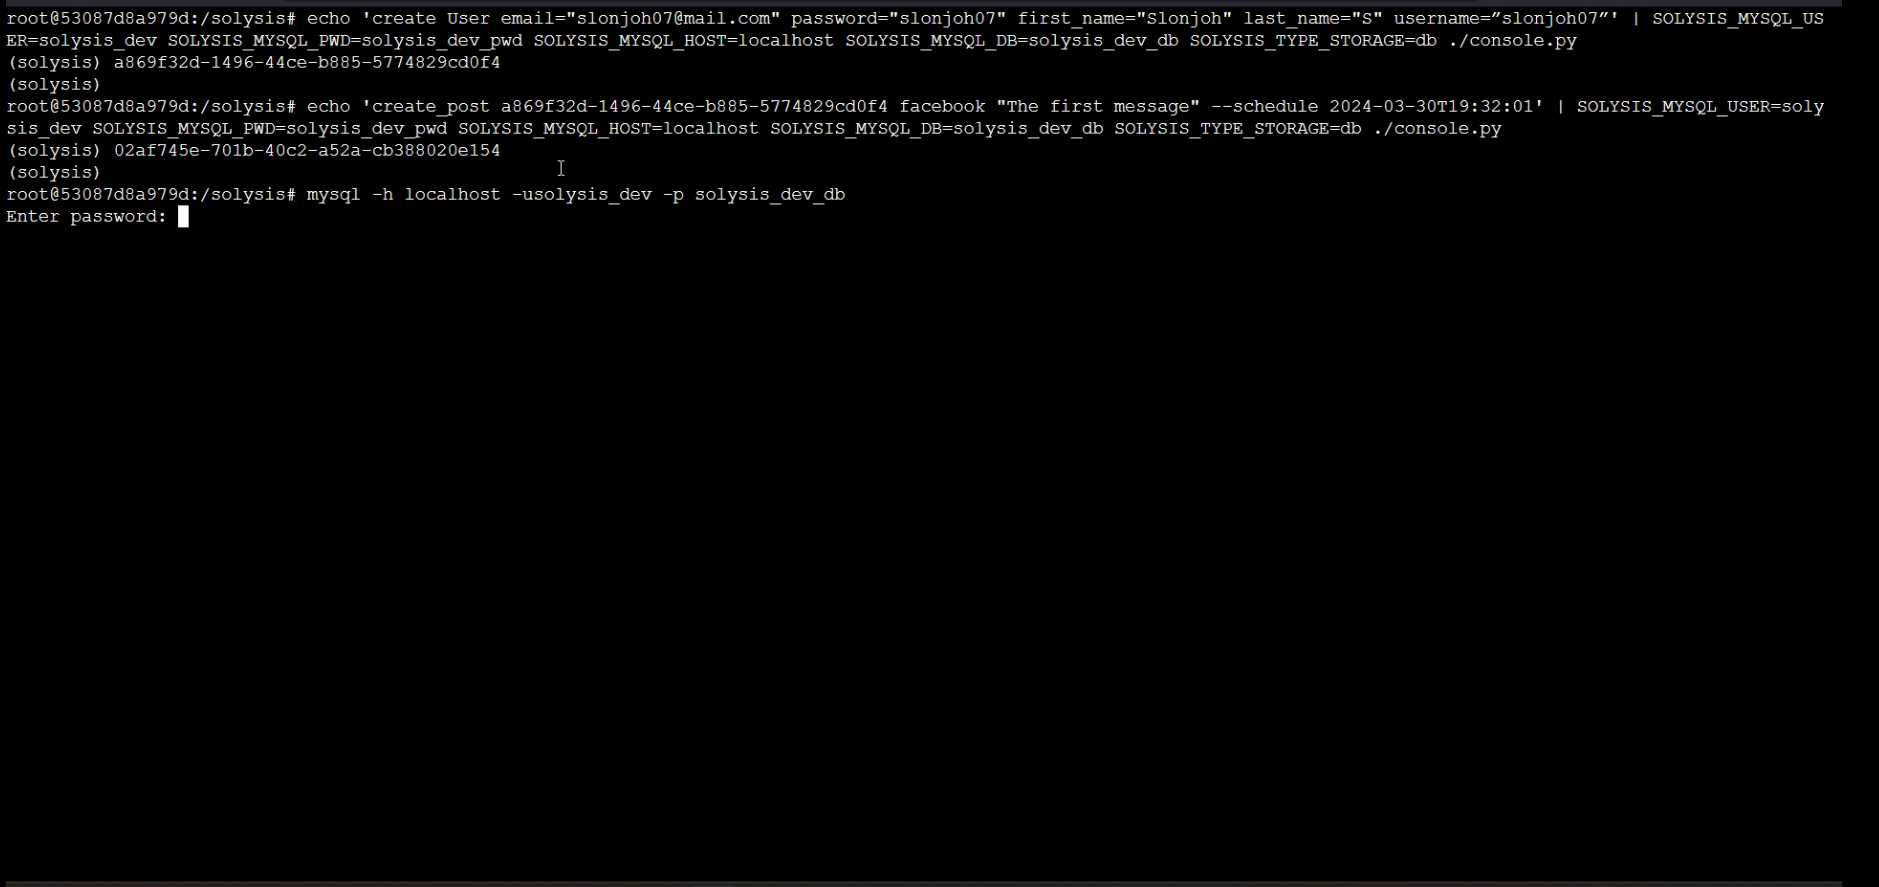 root@53087d8a979d:/solysis# echo 'create User email="slonjoh07@mail.com" password="slonjoh07" first_name="Slonjoh" last_name="S" username=”slonjoh07”' | SOLYSIS_MYSQL_US
ER=solysis_dev SOLYSIS_MYSQL_PWD=solysis_dev_pwd SOLYSIS_MYSQL_HOST=localhost SOLYSIS_MYSQL_DB=solysis_dev_db SOLYSIS_TYPE_STORAGE=db ./console.py
(solysis) a869f32d-1496-44ce-b885-5774829cd0f4
(solysis)
root@53087d8a979d:/solysis# echo 'create_post a869f32d-1496-44ce-b885-5774829cd0f4 facebook "The first message" --schedule 2024-03-30T19:32:01' | SOLYSIS_MYSQL_USER=soly
sis_dev SOLYSIS_MYSQL_PWD=solysis_dev_pwd SOLYSIS_MYSQL_HOST=localhost SOLYSIS_MYSQL_DB=solysis_dev_db SOLYSIS_TYPE_STORAGE=db ./console.py
(solysis) 02af745e-701b-40c2-a52a-cb388020e154
(solysis)
root@53087d8a979d:/solysis# mysql -h localhost -usolysis_dev -p solysis_dev_db
Enter password: